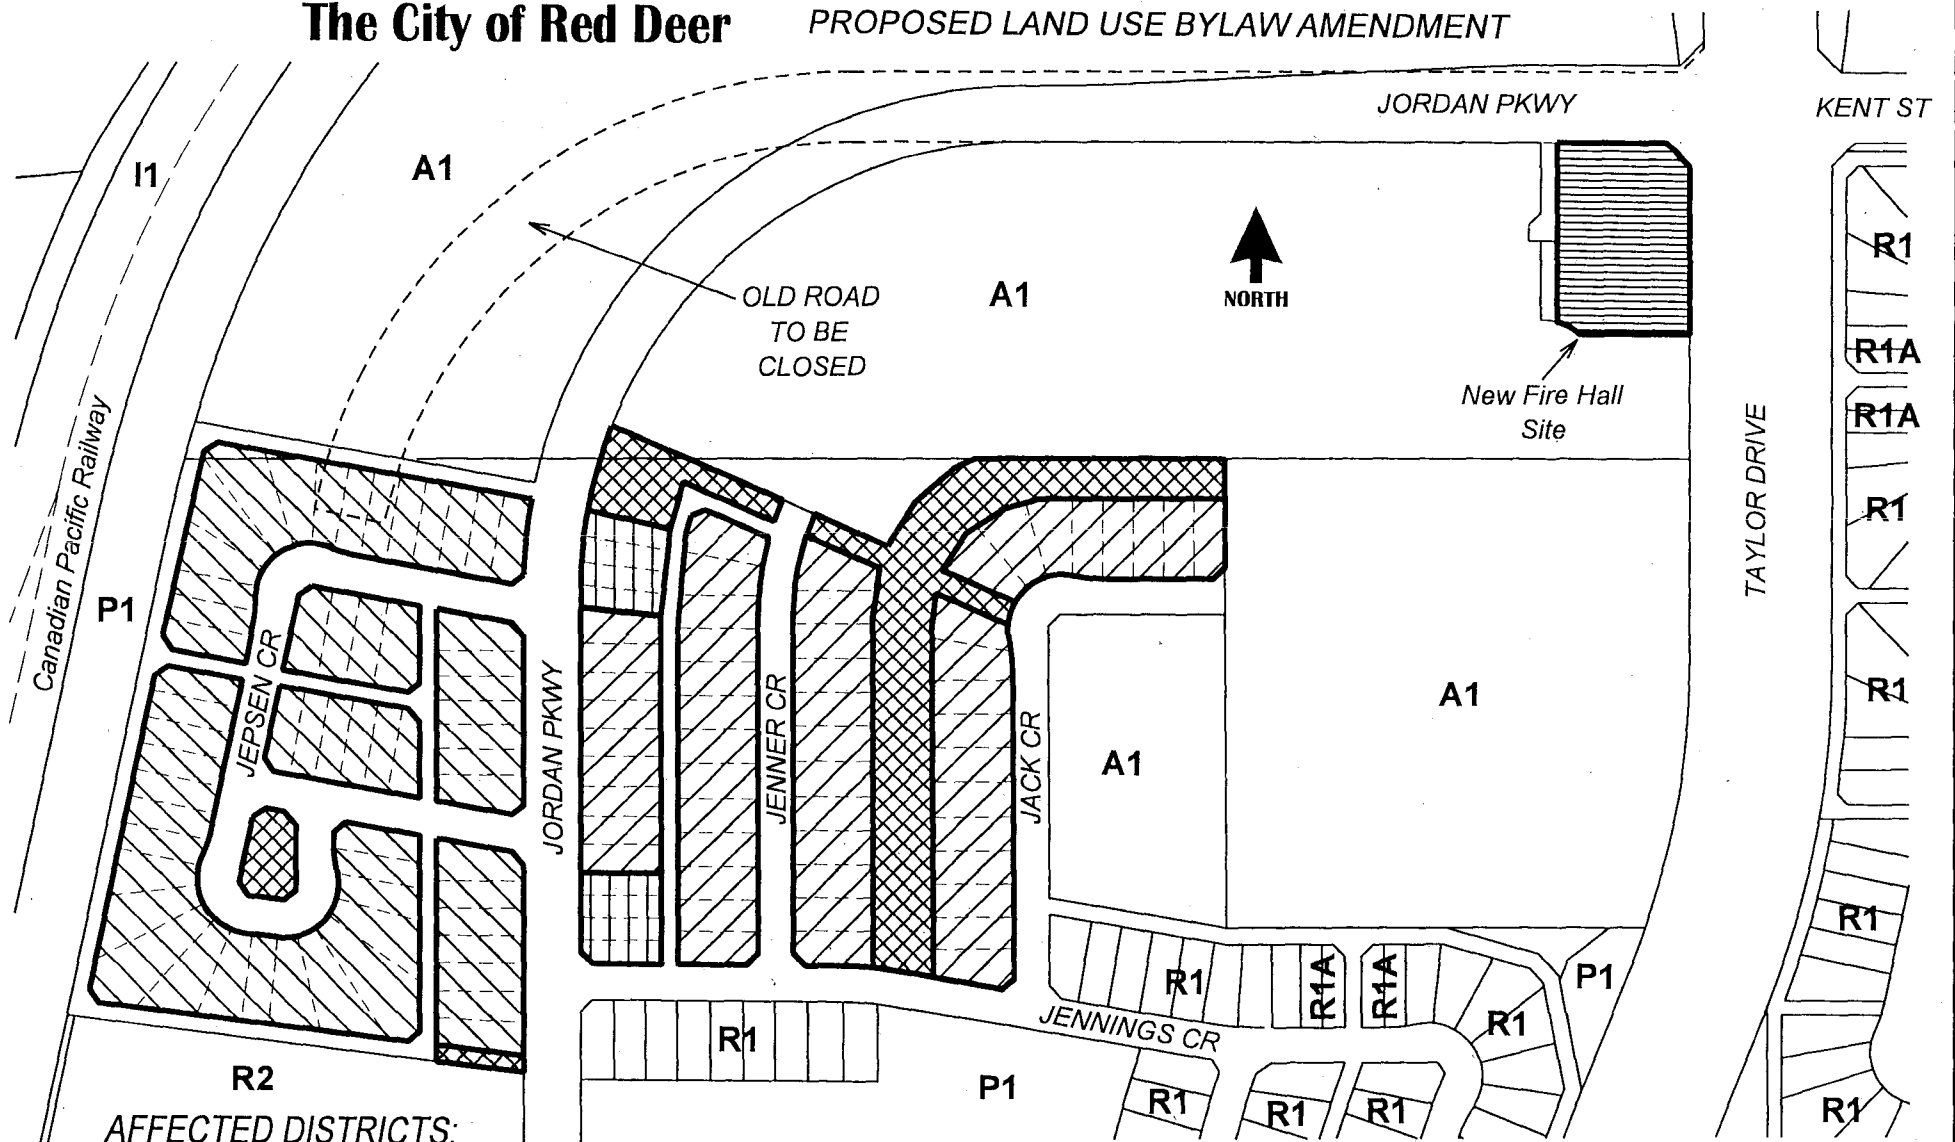 The City of Red Deer
PROPOSED LAND USE BYLAW AMENDMENT
JORDAN PKWY
KENT ST
I1
A1
R1
OLD ROAD
TO BE
CLOSED
A1
NORTH
R1A
New Fire Hall
Site
R1A
Canadian Pacific Railway
TAYLOR DRIVE
R1
P1
JEPSEN CR
JORDAN PKWY
JENNER CR
JACK CR
A1
A1
R1
R1
R1
R1A
R1A
P1
R1
JENNINGS CR
R1
R2
P1
R1
R1
R1
R1
AFFECTED DISTRICTS: